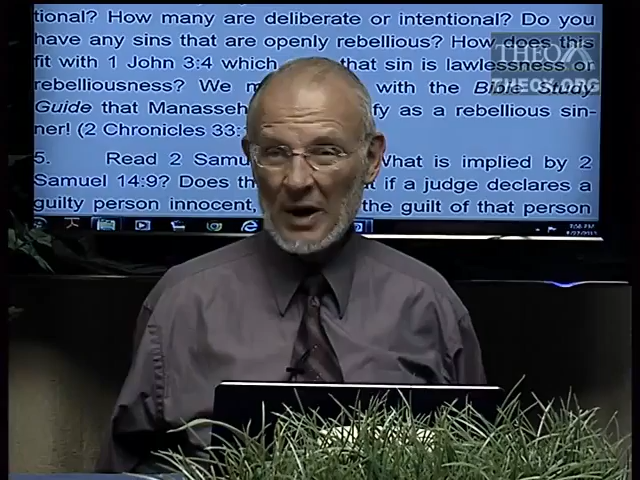 tional? How many are deliberate or intentional? Do you
have any sins that are openly rebellious? How does this
fit with 1 John 3:4 which that sin is lawlessness or
rebelliousness? We with the Bible Study
Guide that Manasseh fy as a rebellious sin-
ner! (2 Chronicles 33:
5. Read 2 Samu What is implied by 2
Samuel 14:9? Does th if a judge declares a
guilty person innocent, the guilt of that person
THEOX
THEOX.ORG